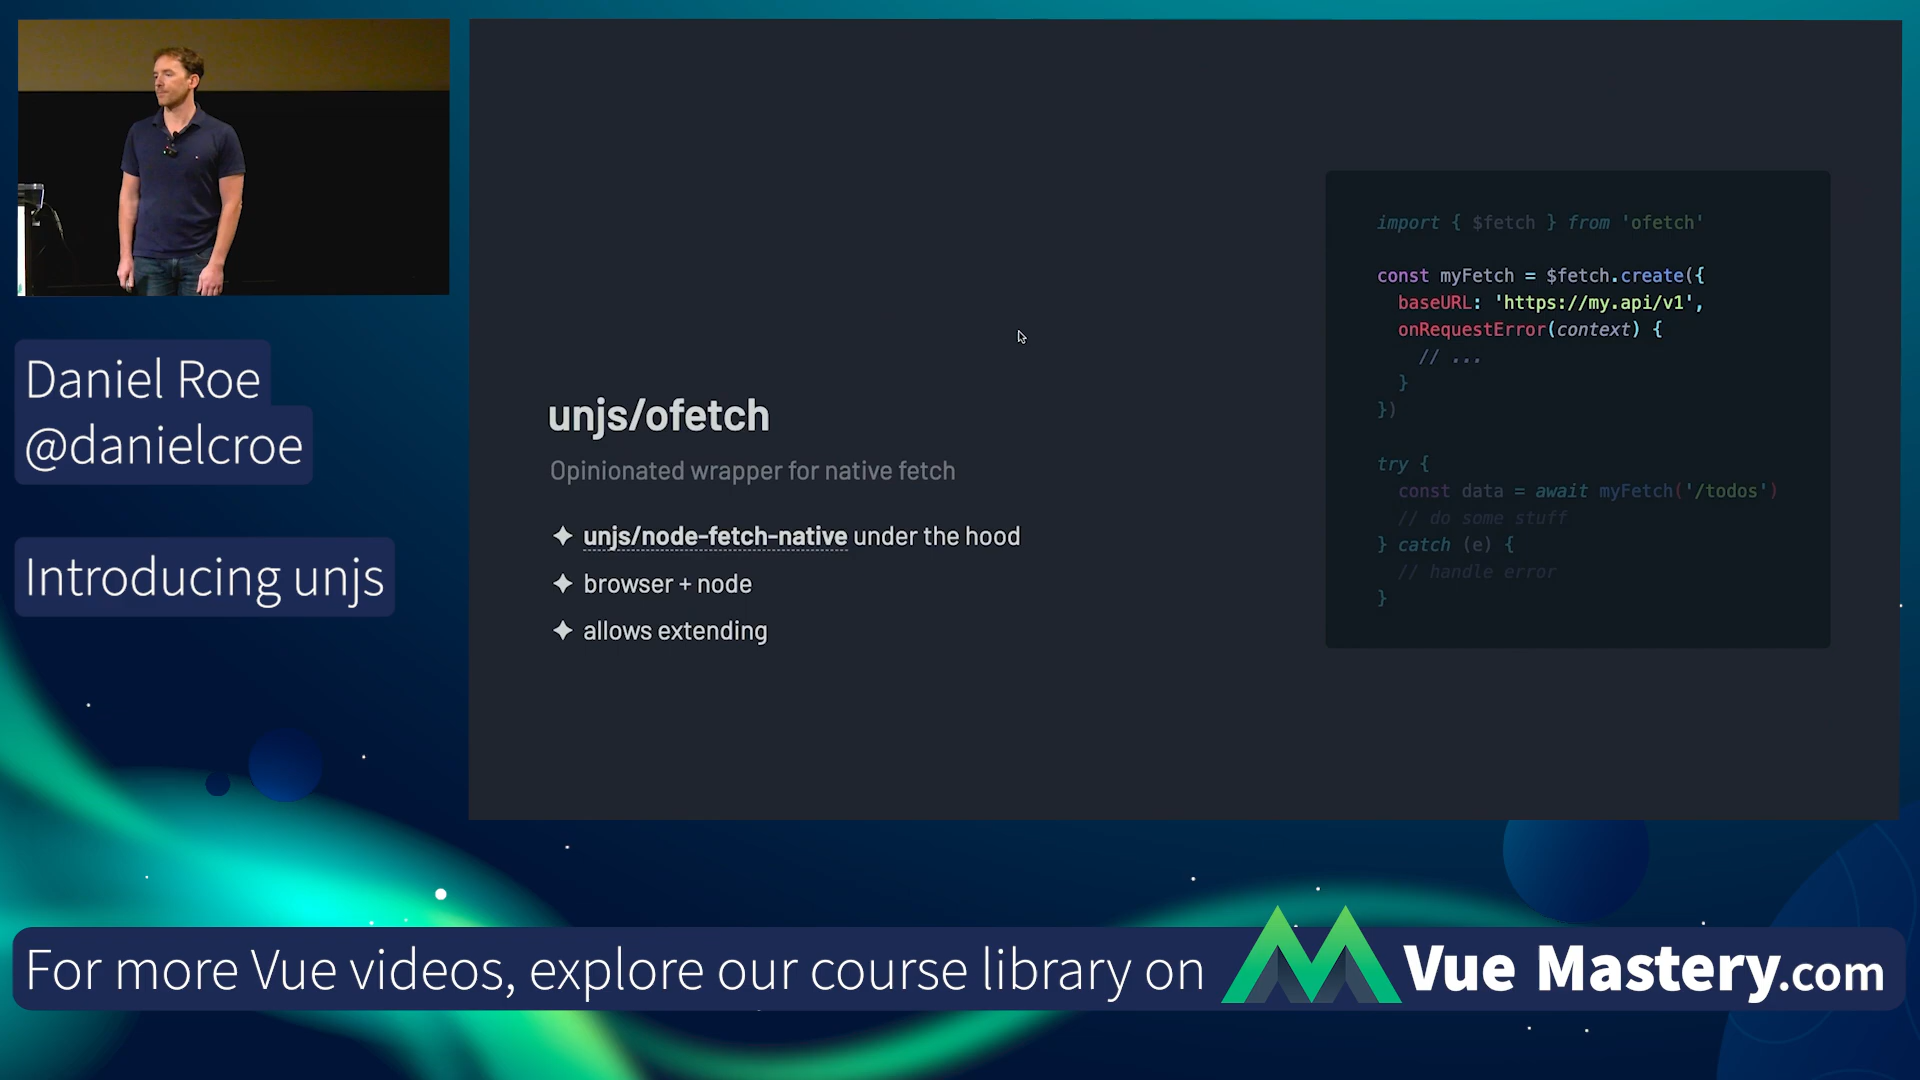 Daniel Roe
@danielcroe
Introducing unjs
unjs/ofetch
Opinionated wrapper for native fetch
unjs/node-fetch-native under the hood
browser + node
allows extending
import { $fetch } from 'ofetch'
const myFetch = $fetch.create({
baseURL: 'https://my.api/v1',
onRequestError(context) {
// ...
}
})
try {
const data = await myFetch('/todos')
// do some stuff
} catch (e) {
// handle error
}
For more Vue videos, explore our course library on Vue Mastery.com